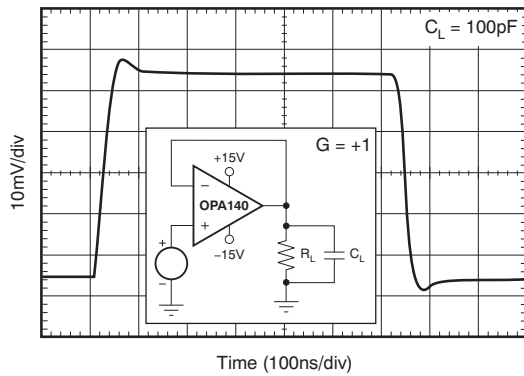 C_L = 100pF
10mV/div
G = +1
+15V
−
OPA140
+
−15V
+
−
R_L
C_L
Time (100ns/div)